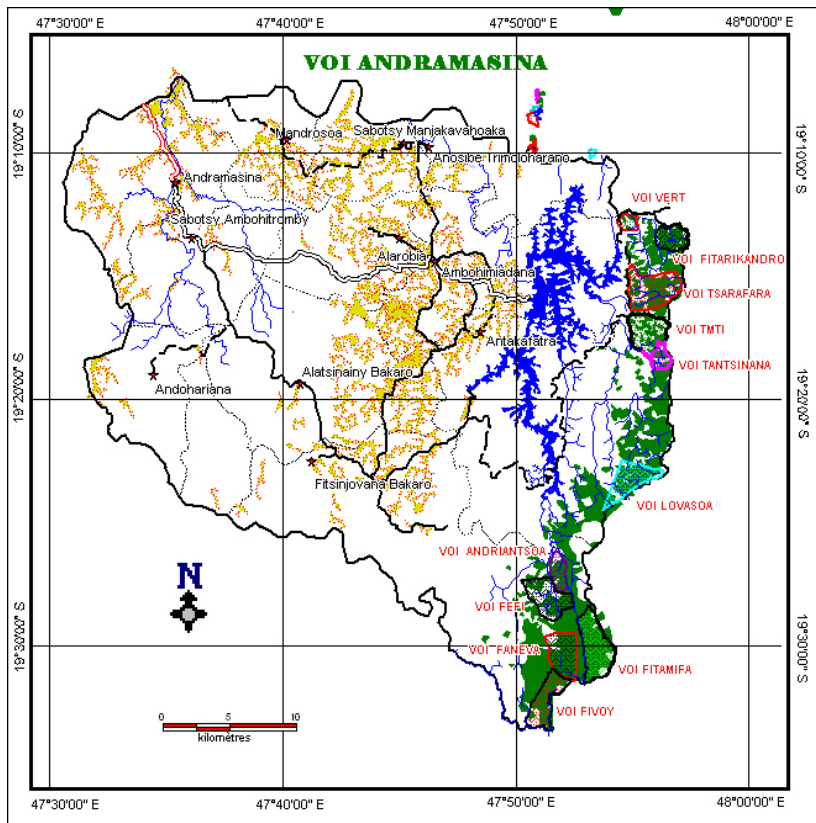 47°30'00" E
47°40'00" E
47°50'00" E
48°00'00" E
VOI ANDRAMASINA
19°10'00" S
19°10'00" S
Mandrosoa
Sabotsy Manjakavahoaka
Anosibe Trimoloharano
Andramasina
VOI VERT
Sabotsy Ambohitromby
Alarobia
VOI FITARIKANDRO
Ambohimiadana
VOI TSARAFARA
VOI TMTI
Antakafatra
VOI TANTSINANA
Andohariana
Alatsinainy Bakaro
19°20'00" S
19°20'00" S
Fitsinjovana Bakaro
VOI LOVASOA
VOI ANDRIANTSOA
N
VOI FEFI
19°30'00" S
19°30'00" S
VOI FANEVA
VOI FITAMIFA
VOI FIVOY
0 5 10
kilomètres
47°30'00" E
47°40'00" E
47°50'00" E
48°00'00" E